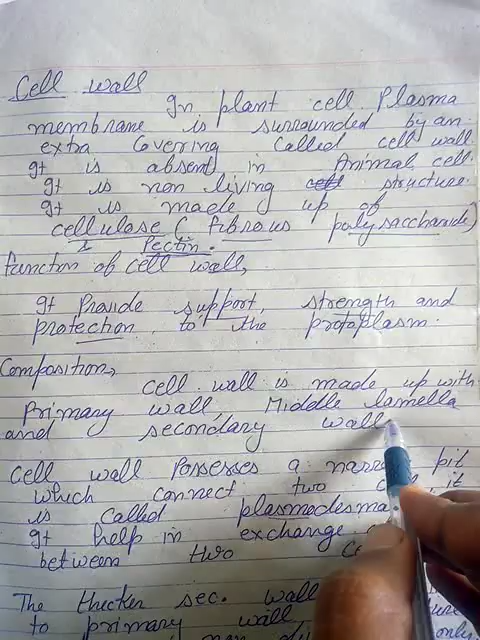 Cell wall
In plant cell Plasma
membrane is surrounded by an
extra Covering called cell wall.
It is absent in Animal cell.
It is non living structure.
It is made up of
cellulose (fibrous polysaccharide)
& Pectin.
function of cell wall,
It Provide support, strength and
protection to the protoplasm.
Composition,
cell wall is made up with
Primary wall, Middle lamella
and secondary wall
Cell wall Possesses a pit
which connect two it
is called
It help in exchange
between two
The thicker sec. wall
to primary wall
only